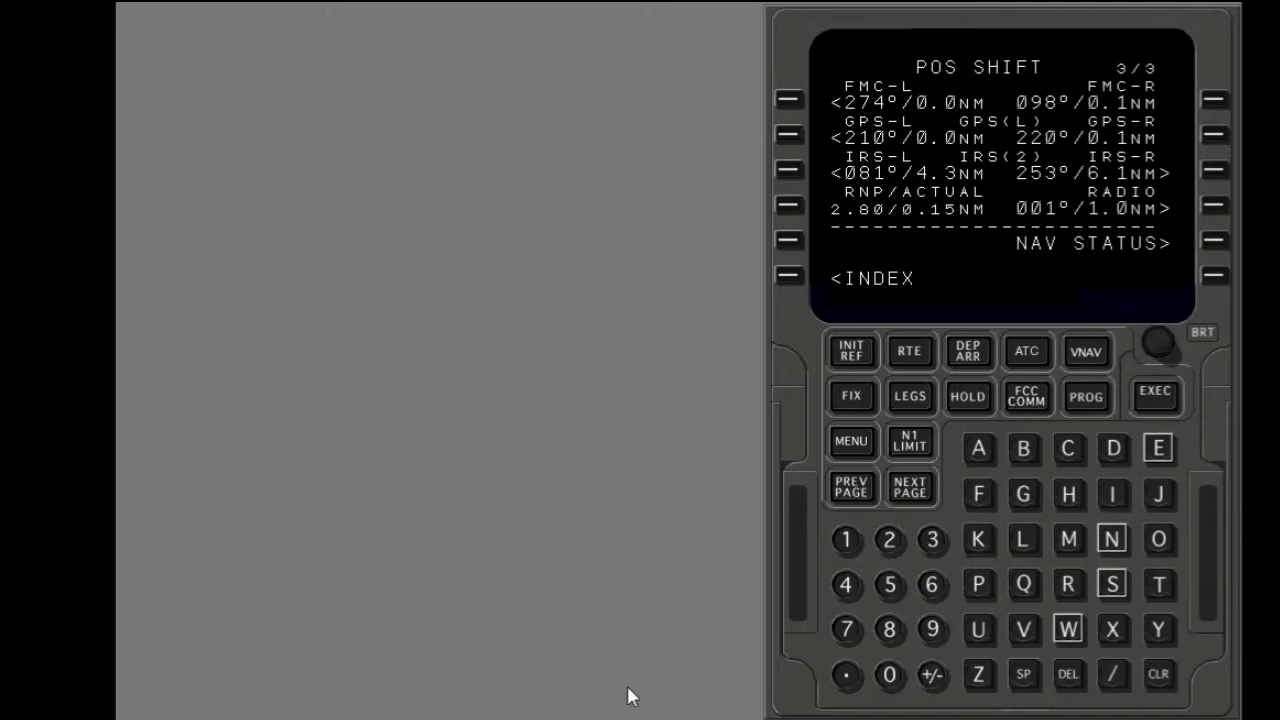 POS SHIFT 3/3
FMC-L FMC-R
<274°/0.0NM 098°/0.1NM
GPS-L GPS(L) GPS-R
<210°/0.0NM 220°/0.1NM
IRS-L IRS(2) IRS-R
<081°/4.3NM 253°/6.1NM>
RNP/ACTUAL RADIO
2.80/0.15NM 001°/1.0NM>
----------------------
NAV STATUS>
<INDEX
BRT
INIT REF RTE DEP ARR ATC VNAV
FIX LEGS HOLD FCC COMM PROG EXEC
MENU N1 LIMIT
A B C D E
PREV PAGE NEXT PAGE
F G H I J
1 2 3 K L M N O
4 5 6 P Q R S T
7 8 9 U V W X Y
. 0 +/- Z SP DEL / CLR